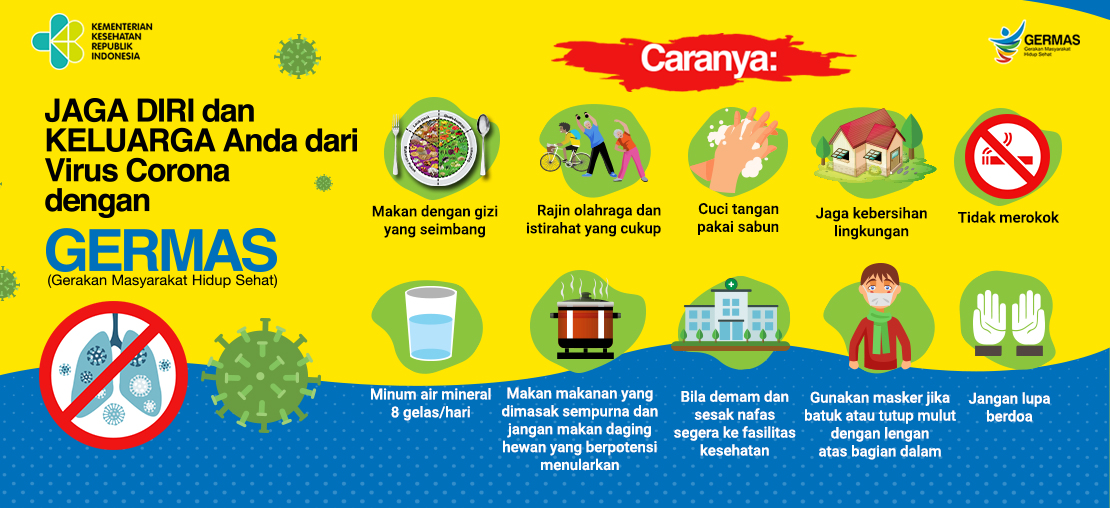 KEMENTERIAN
KESEHATAN
REPUBLIK
INDONESIA
GERMAS
Gerakan Masyarakat
Hidup Sehat
JAGA DIRI dan
KELUARGA Anda dari
Virus Corona
dengan
GERMAS
(Gerakan Masyarakat Hidup Sehat)
Caranya:
Makan dengan gizi
yang seimbang
Rajin olahraga dan
istirahat yang cukup
Cuci tangan
pakai sabun
Jaga kebersihan
lingkungan
Tidak merokok
Minum air mineral
8 gelas/hari
Makan makanan yang
dimasak sempurna dan
jangan makan daging
hewan yang berpotensi
menularkan
Bila demam dan
sesak nafas
segera ke fasilitas
kesehatan
Gunakan masker jika
batuk atau tutup mulut
dengan lengan
atas bagian dalam
Jangan lupa
berdoa